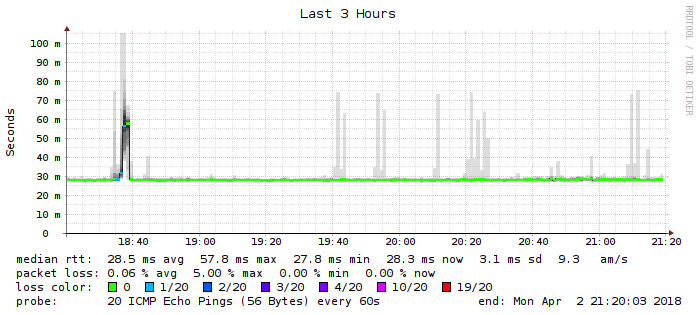 Last 3 Hours
RRDTOOL / TOBI OETIKER
Seconds
100 m
90 m
80 m
70 m
60 m
50 m
40 m
30 m
20 m
10 m
0
18:40 19:00 19:20 19:40 20:00 20:20 20:40 21:00 21:20
median rtt: 28.5 ms avg 57.8 ms max 27.8 ms min 28.3 ms now 3.1 ms sd 9.3 am/s
packet loss: 0.06 % avg 5.00 % max 0.00 % min 0.00 % now
loss color: 0 1/20 2/20 3/20 4/20 10/20 19/20
probe: 20 ICMP Echo Pings (56 Bytes) every 60s end: Mon Apr 2 21:20:03 2018